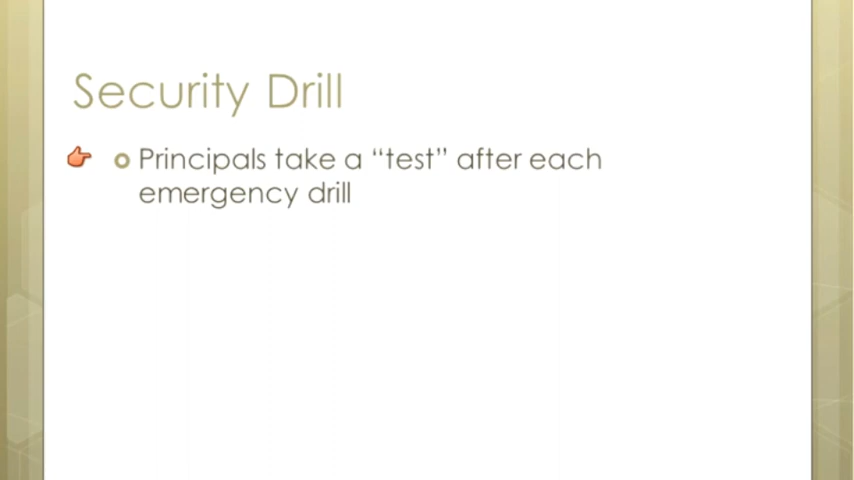 Security Drill
Principals take a “test” after each
emergency drill